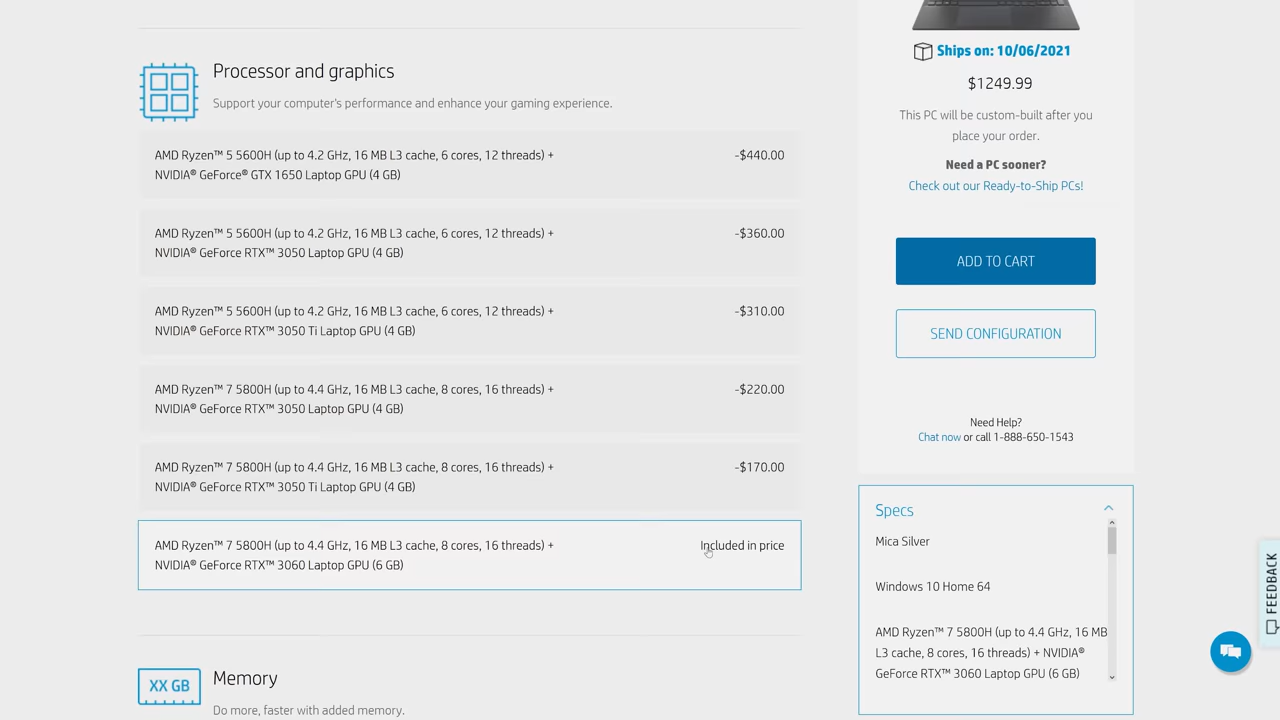 Processor and graphics
Support your computer's performance and enhance your gaming experience.
AMD Ryzen™ 5 5600H (up to 4.2 GHz, 16 MB L3 cache, 6 cores, 12 threads) +
NVIDIA® GeForce® GTX 1650 Laptop GPU (4 GB)
-$440.00
AMD Ryzen™ 5 5600H (up to 4.2 GHz, 16 MB L3 cache, 6 cores, 12 threads) +
NVIDIA® GeForce RTX™ 3050 Laptop GPU (4 GB)
-$360.00
AMD Ryzen™ 5 5600H (up to 4.2 GHz, 16 MB L3 cache, 6 cores, 12 threads) +
NVIDIA® GeForce RTX™ 3050 Ti Laptop GPU (4 GB)
-$310.00
AMD Ryzen™ 7 5800H (up to 4.4 GHz, 16 MB L3 cache, 8 cores, 16 threads) +
NVIDIA® GeForce RTX™ 3050 Laptop GPU (4 GB)
-$220.00
AMD Ryzen™ 7 5800H (up to 4.4 GHz, 16 MB L3 cache, 8 cores, 16 threads) +
NVIDIA® GeForce RTX™ 3050 Ti Laptop GPU (4 GB)
-$170.00
AMD Ryzen™ 7 5800H (up to 4.4 GHz, 16 MB L3 cache, 8 cores, 16 threads) +
NVIDIA® GeForce RTX™ 3060 Laptop GPU (6 GB)
Included in price
XX GB
Memory
Do more, faster with added memory.
Ships on: 10/06/2021
$1249.99
This PC will be custom-built after you
place your order.
Need a PC sooner?
Check out our Ready-to-Ship PCs!
ADD TO CART
SEND CONFIGURATION
Need Help?
Chat now or call 1-888-650-1543
Specs
Mica Silver
Windows 10 Home 64
AMD Ryzen™ 7 5800H (up to 4.4 GHz, 16 MB
L3 cache, 8 cores, 16 threads) + NVIDIA®
GeForce RTX™ 3060 Laptop GPU (6 GB)
FEEDBACK